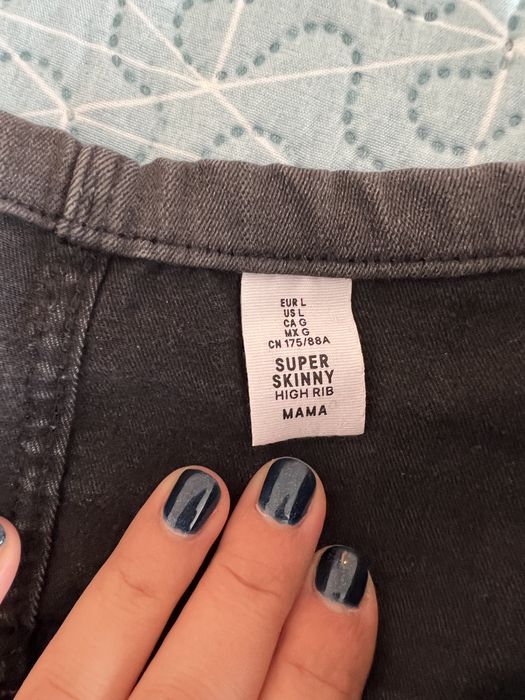 EUR L
US L
CA G
MX G
CN 175/88A
SUPER
SKINNY
HIGH RIB
MAMA